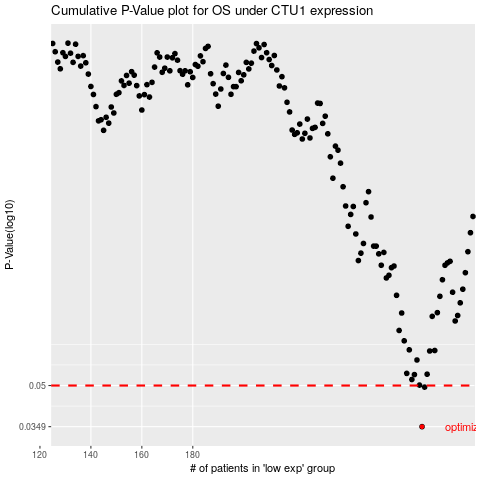 Cumulative P-Value plot for OS under CTU1 expression
P-Value(log10)
0.05
0.0349
optimiz
120 140 160 180
# of patients in 'low exp' group